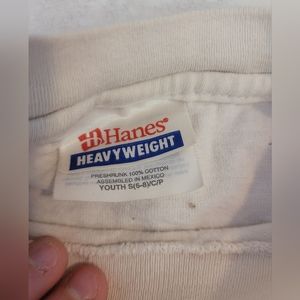 Hanes®
HEAVYWEIGHT
PRESHRUNK 100% COTTON
ASSEMBLED IN MEXICO
YOUTH S(6-8)/C/P